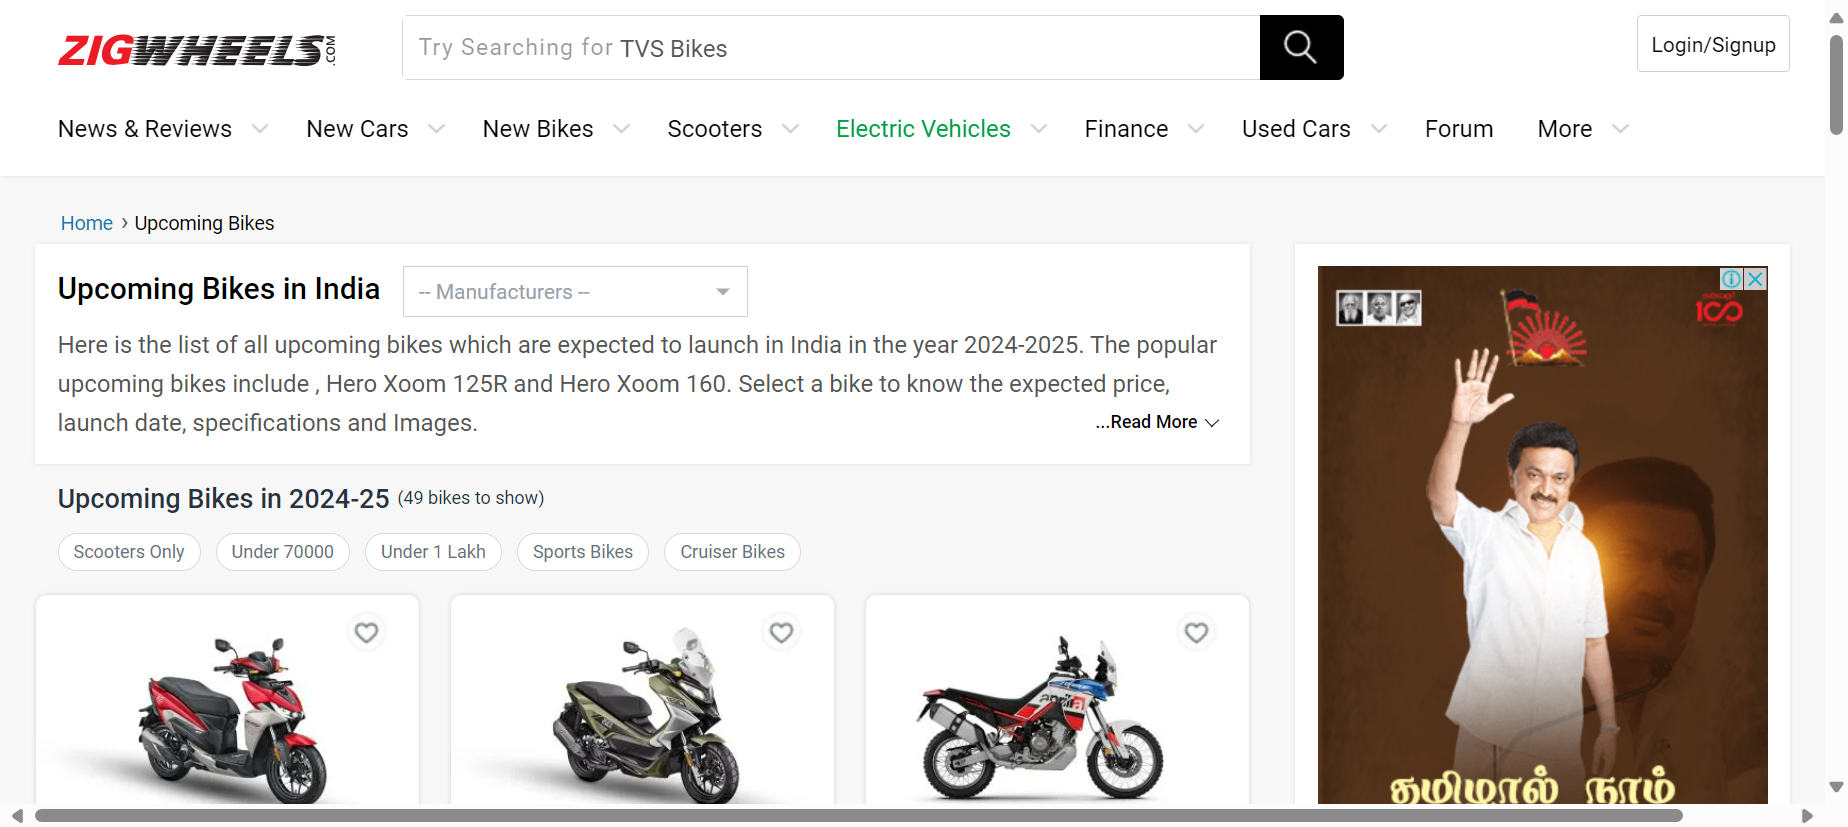 ZIGWHEELS.COM
Try Searching for TVS Bikes
Login/Signup
News & Reviews
New Cars
New Bikes
Scooters
Electric Vehicles
Finance
Used Cars
Forum
More
Home › Upcoming Bikes
Upcoming Bikes in India
-- Manufacturers --
Here is the list of all upcoming bikes which are expected to launch in India in the year 2024-2025. The popular
upcoming bikes include , Hero Xoom 125R and Hero Xoom 160. Select a bike to know the expected price,
launch date, specifications and Images.
...Read More
Upcoming Bikes in 2024-25 (49 bikes to show)
Scooters Only
Under 70000
Under 1 Lakh
Sports Bikes
Cruiser Bikes
aprilia
100
தமிழால் நாம்